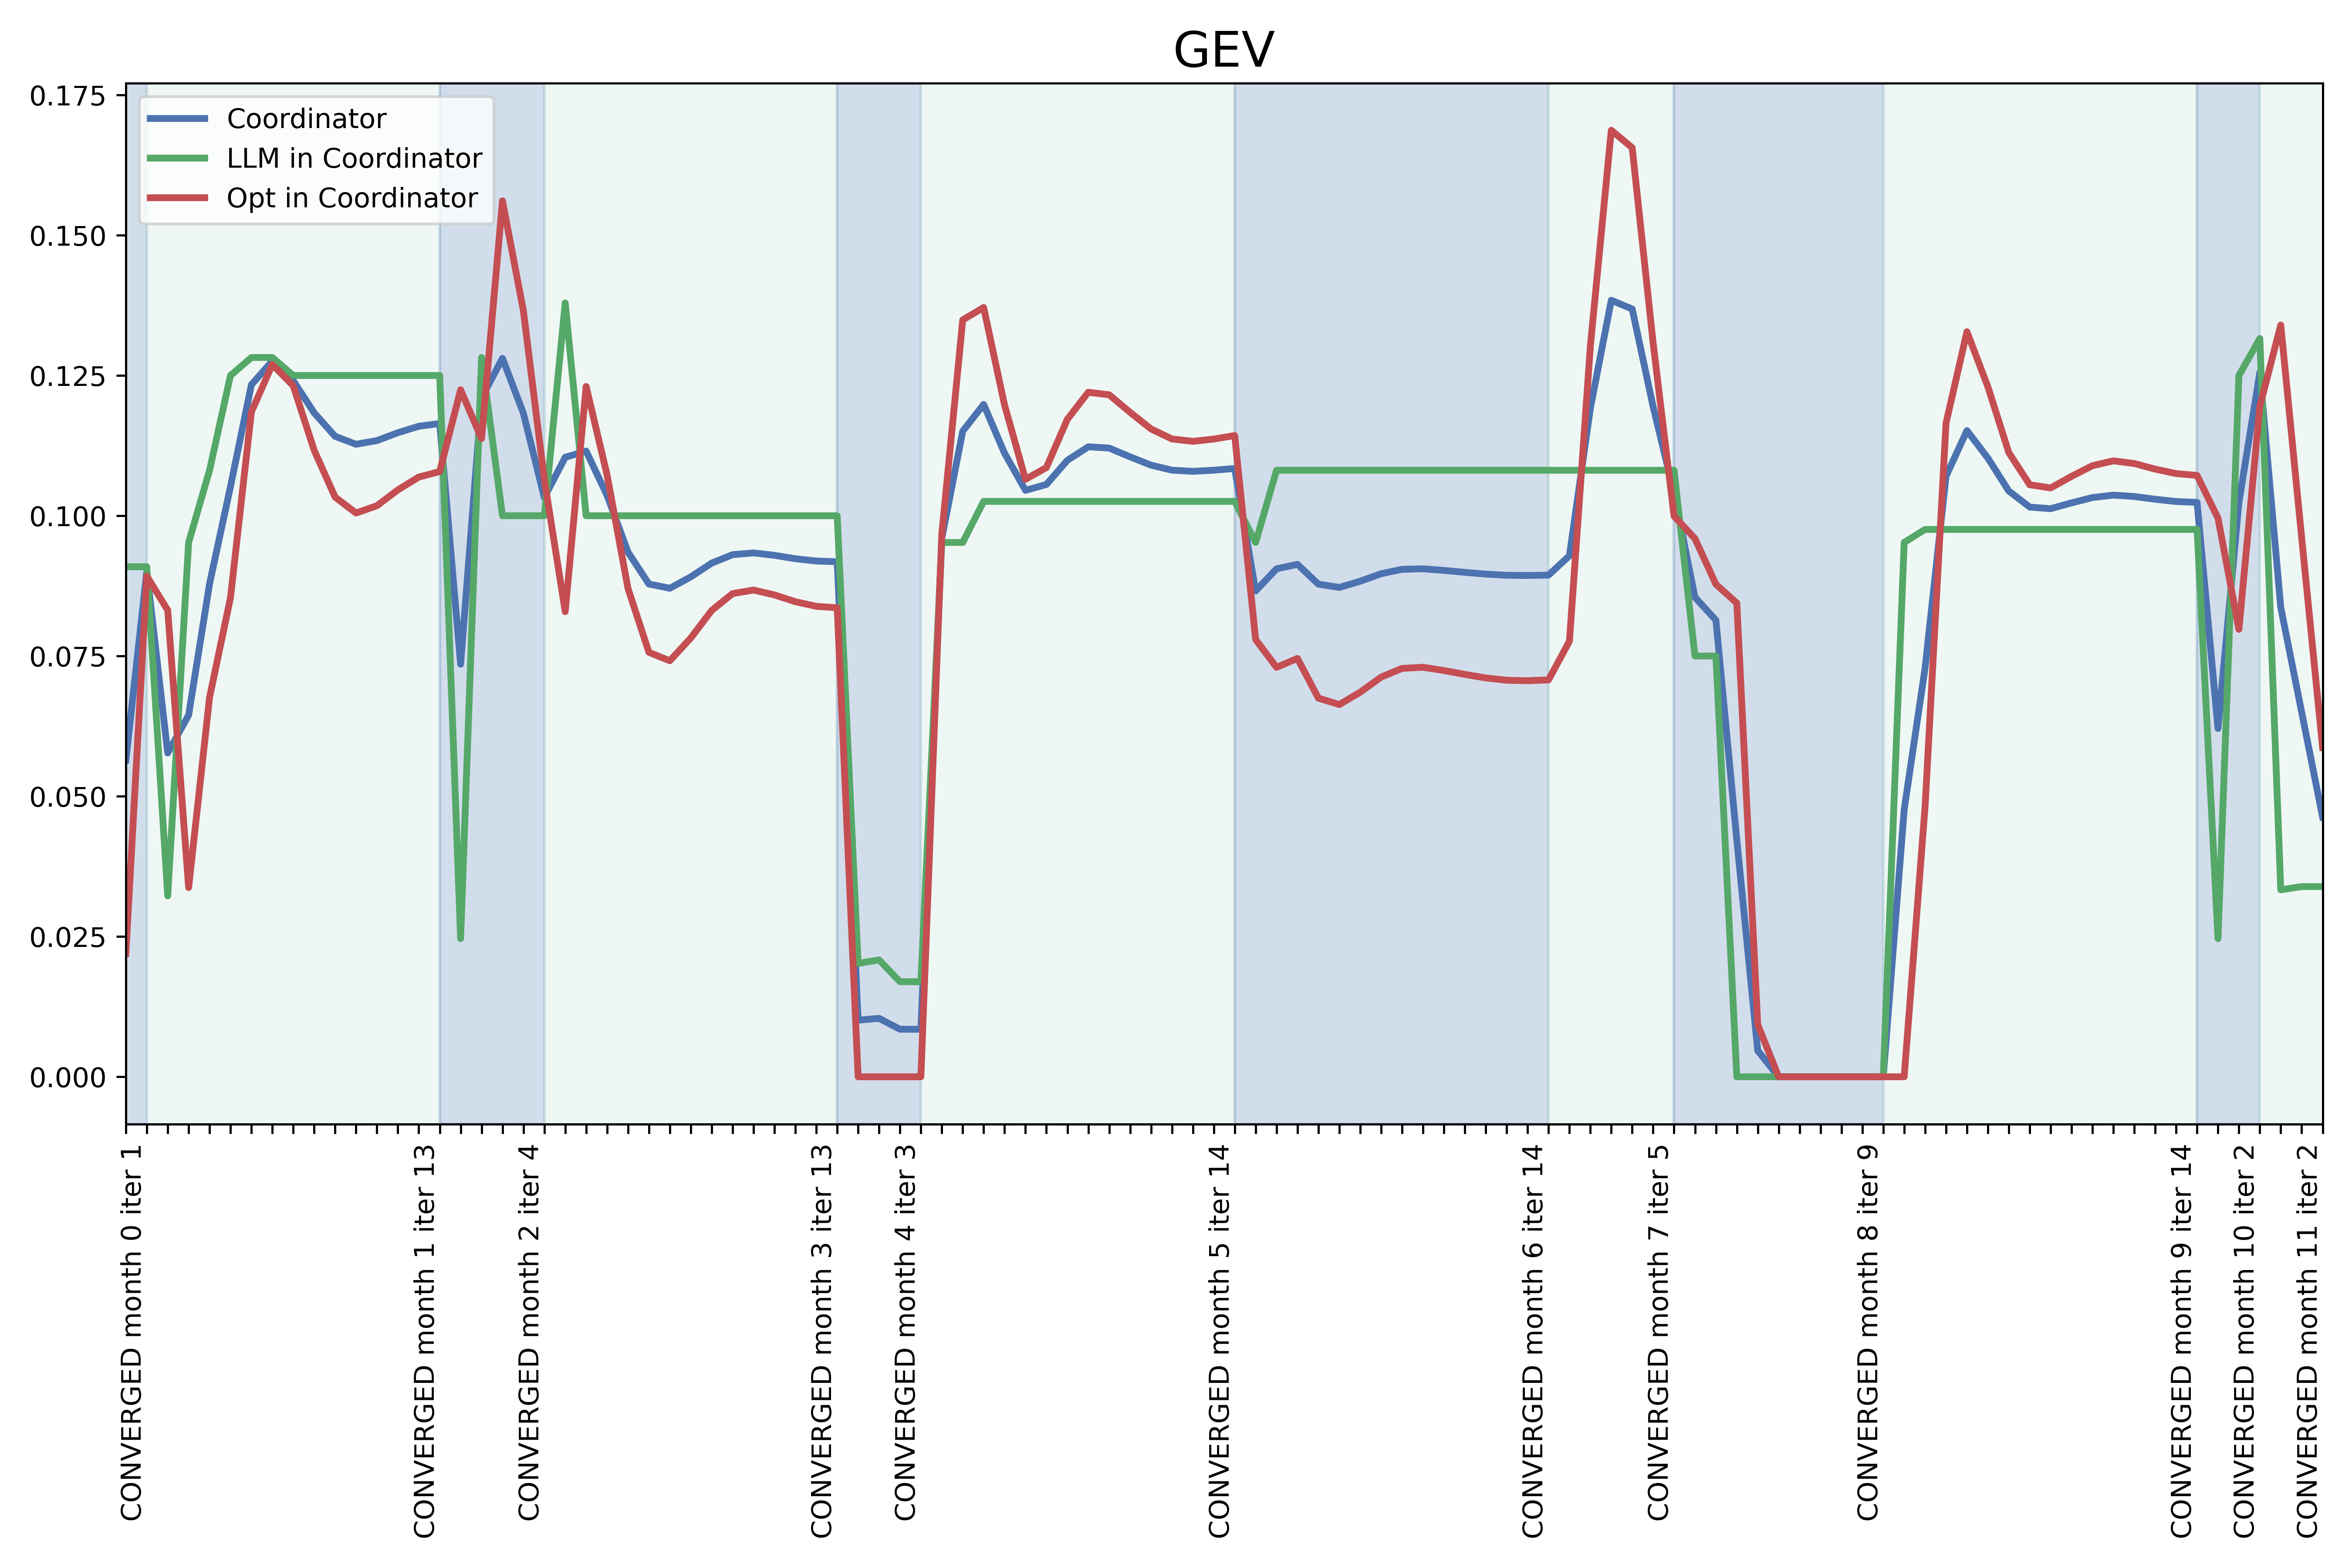 GEV
0.175
0.150
0.125
0.100
0.075
0.050
0.025
0.000
Coordinator
LLM in Coordinator
Opt in Coordinator
CONVERGED month 0 iter 1
CONVERGED month 1 iter 13
CONVERGED month 2 iter 4
CONVERGED month 3 iter 13
CONVERGED month 4 iter 3
CONVERGED month 5 iter 14
CONVERGED month 6 iter 14
CONVERGED month 7 iter 5
CONVERGED month 8 iter 9
CONVERGED month 9 iter 14
CONVERGED month 10 iter 2
CONVERGED month 11 iter 2